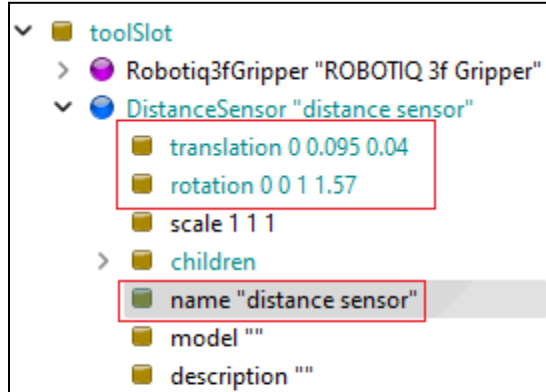 toolSlot
Robotiq3fGripper "ROBOTIQ 3f Gripper"
DistanceSensor "distance sensor"
translation 0 0.095 0.04
rotation 0 0 1 1.57
scale 1 1 1
children
name "distance sensor"
model ""
description ""